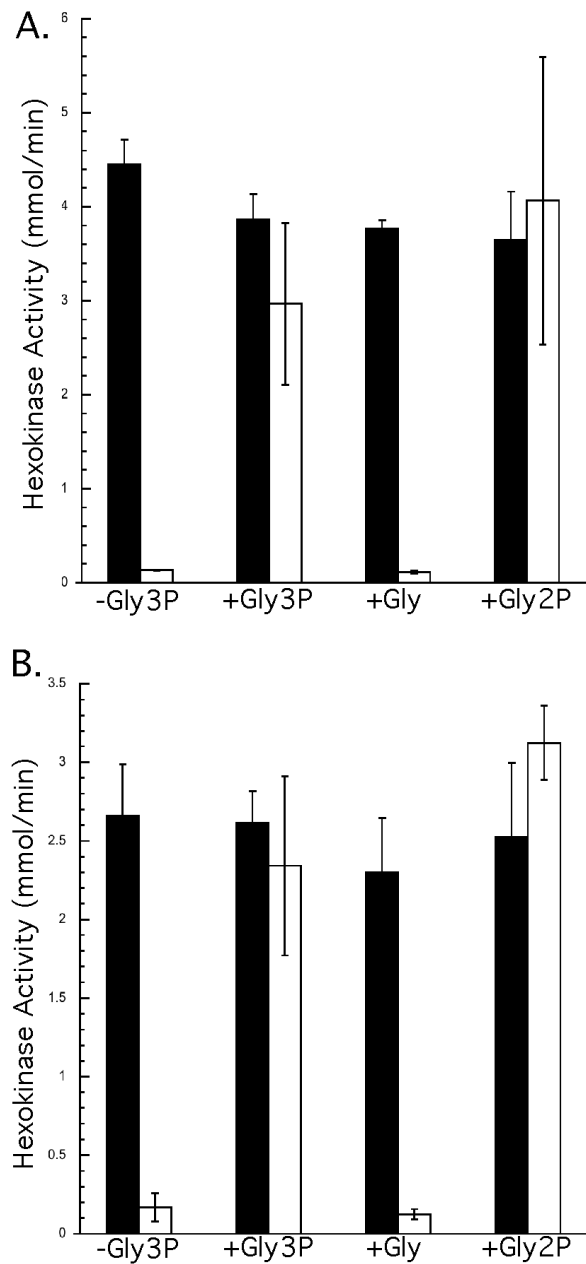 A.
Hexokinase Activity (mmol/min)
6
5
4
3
2
1
0
-Gly3P +Gly3P +Gly +Gly2P
B.
Hexokinase Activity (mmol/min)
3.5
3
2.5
2
1.5
1
0.5
0
-Gly3P +Gly3P +Gly +Gly2P